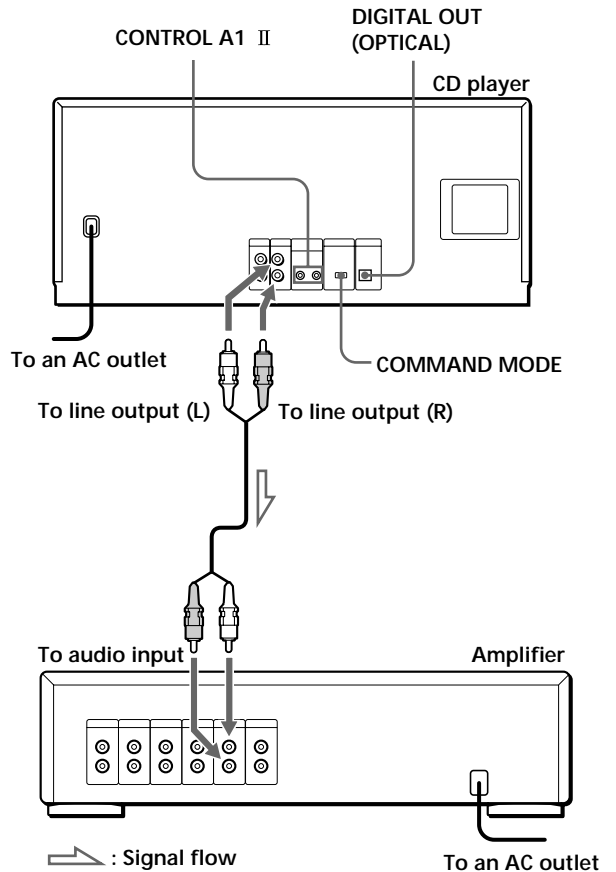 DIGITAL OUT
(OPTICAL)
CONTROL A1 Ⅱ
CD player
To an AC outlet
COMMAND MODE
To line output (L)
To line output (R)
To audio input
Amplifier
: Signal flow
To an AC outlet